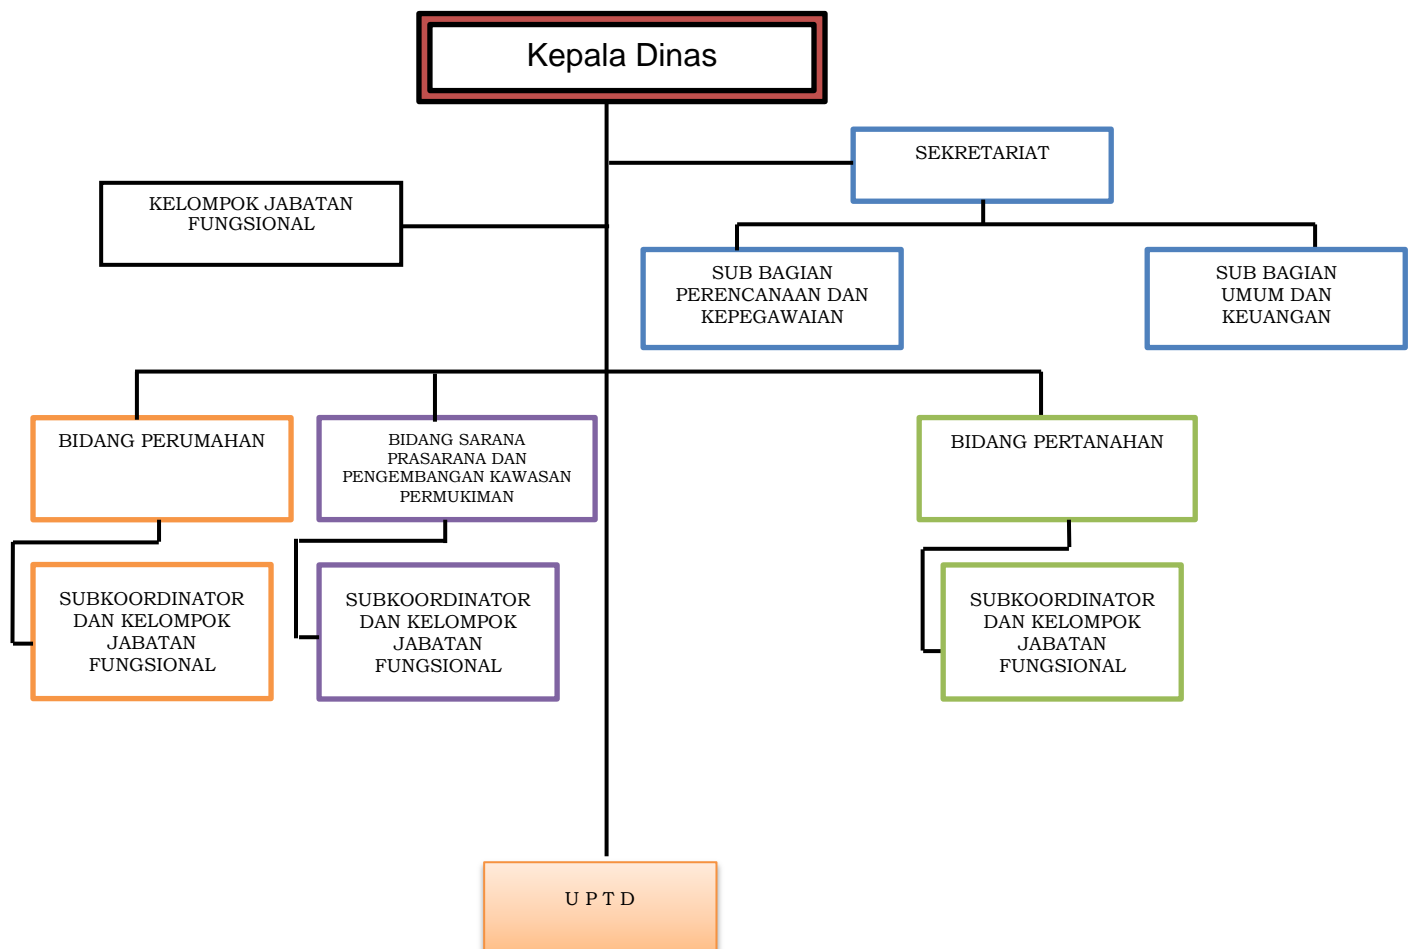 Kepala Dinas
SEKRETARIAT
KELOMPOK JABATAN
FUNGSIONAL
SUB BAGIAN
PERENCANAAN DAN
KEPEGAWAIAN
SUB BAGIAN
UMUM DAN
KEUANGAN
BIDANG PERUMAHAN
BIDANG SARANA
PRASARANA DAN
PENGEMBANGAN KAWASAN
PERMUKIMAN
BIDANG PERTANAHAN
SUBKOORDINATOR
DAN KELOMPOK
JABATAN
FUNGSIONAL
SUBKOORDINATOR
DAN KELOMPOK
JABATAN
FUNGSIONAL
SUBKOORDINATOR
DAN KELOMPOK
JABATAN
FUNGSIONAL
U P T D